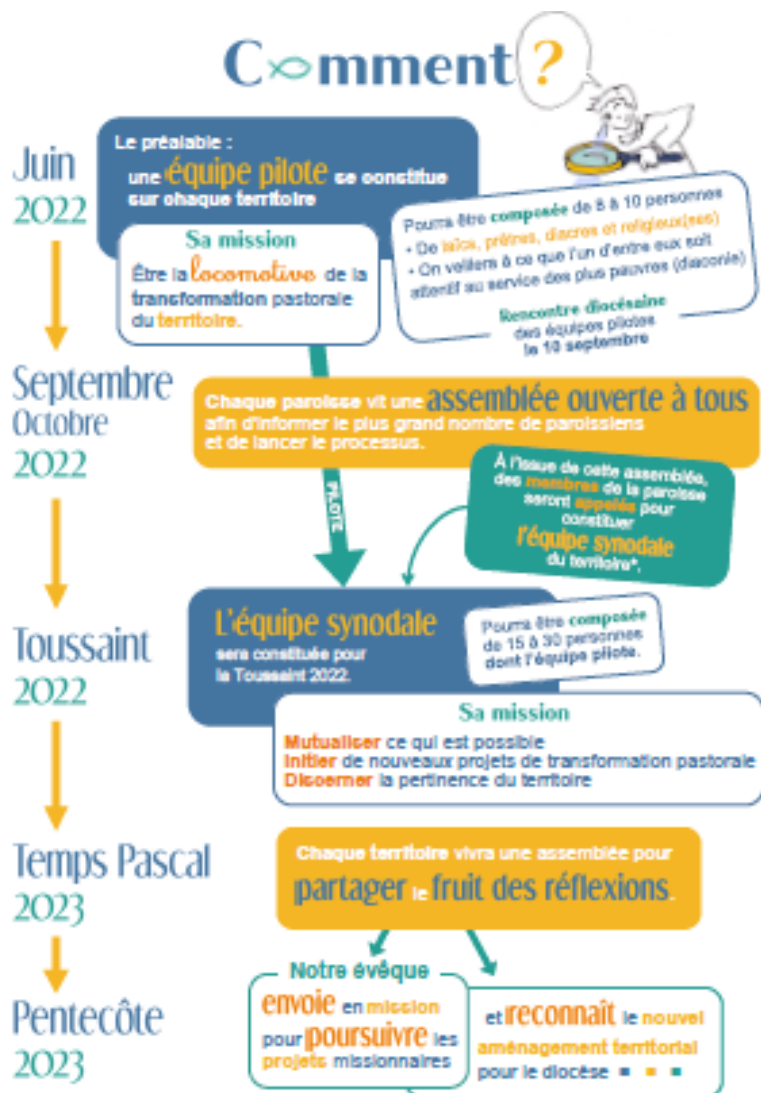 Comment ?
Juin
2022
Le préalable :
une équipe pilote se constitue
sur chaque territoire
Sa mission
Être la locomotive de la
transformation pastorale
du territoire.
Pourra être composée de 8 à 10 personnes
• De laïcs, prêtres, diacres et religieux(ses)
• On veillera à ce que l'un d'entre eux soit
attentif au service des plus pauvres (diaconie)
Rencontre diocésaine
des équipes pilotes
le 10 septembre
Septembre
Octobre
2022
Chaque paroisse vit une assemblée ouverte à tous
afin d'informer le plus grand nombre de paroissiens
et de lancer le processus.
PILOTE
À l'issue de cette assemblée,
des membres de la paroisse
seront appelés pour
constituer
l'équipe synodale
du territoire*.
Toussaint
2022
L'équipe synodale
sera constituée pour
la Toussaint 2022.
Pourra être composée
de 15 à 30 personnes
dont l'équipe pilote.
Sa mission
Mutualiser ce qui est possible
Initier de nouveaux projets de transformation pastorale
Discerner la pertinence du territoire
Temps Pascal
2023
Chaque territoire vivra une assemblée pour
partager le fruit des réflexions.
Pentecôte
2023
Notre évêque
envoie en mission
pour poursuivre les
projets missionnaires
et reconnaît le nouvel
aménagement territorial
pour le diocèse